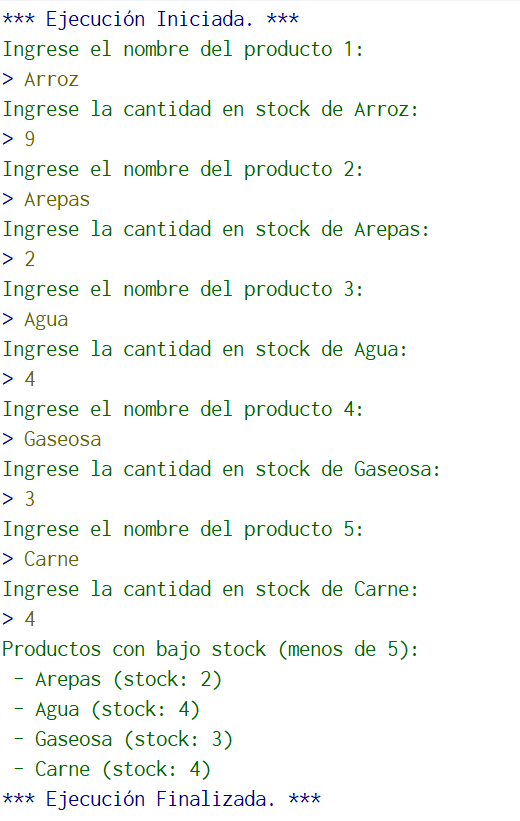 *** Ejecución Iniciada. ***
Ingrese el nombre del producto 1:
> Arroz
Ingrese la cantidad en stock de Arroz:
> 9
Ingrese el nombre del producto 2:
> Arepas
Ingrese la cantidad en stock de Arepas:
> 2
Ingrese el nombre del producto 3:
> Agua
Ingrese la cantidad en stock de Agua:
> 4
Ingrese el nombre del producto 4:
> Gaseosa
Ingrese la cantidad en stock de Gaseosa:
> 3
Ingrese el nombre del producto 5:
> Carne
Ingrese la cantidad en stock de Carne:
> 4
Productos con bajo stock (menos de 5):
 - Arepas (stock: 2)
 - Agua (stock: 4)
 - Gaseosa (stock: 3)
 - Carne (stock: 4)
*** Ejecución Finalizada. ***